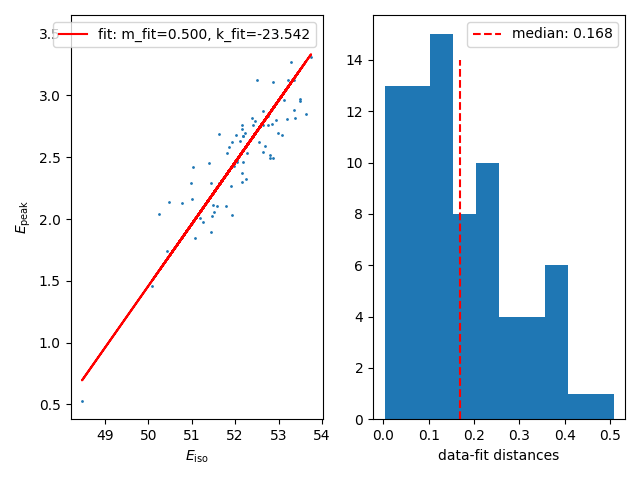 fit: m_fit=0.500, k_fit=-23.542
3.5
3.0
2.5
2.0
1.5
1.0
0.5
E_peak
49 50 51 52 53 54
E_iso
median: 0.168
14
12
10
8
6
4
2
0
0.0 0.1 0.2 0.3 0.4 0.5
data-fit distances